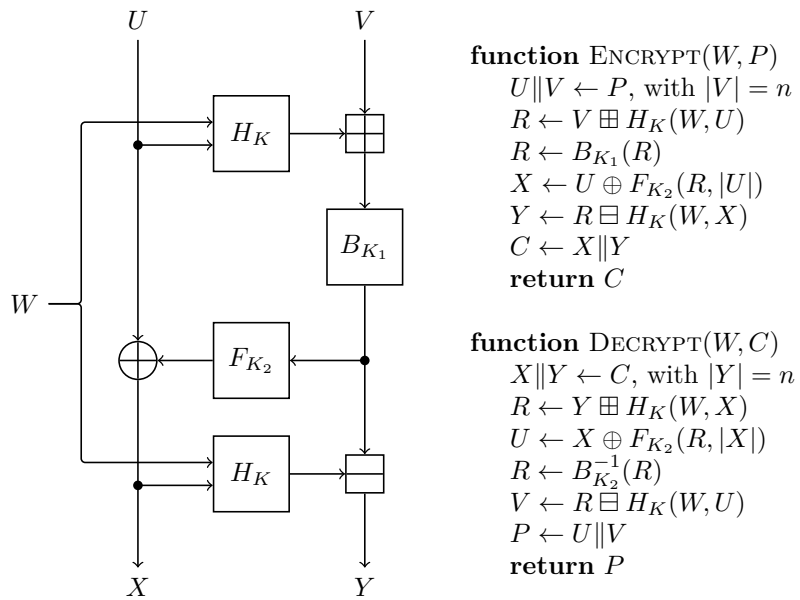 U
V
H_K
B_{K_1}
W
F_{K_2}
H_K
X
Y
function ENCRYPT(W, P)
U‖V ← P, with |V| = n
R ← V ⊞ H_K(W, U)
R ← B_{K_1}(R)
X ← U ⊕ F_{K_2}(R, |U|)
Y ← R ⊟ H_K(W, X)
C ← X‖Y
return C
function DECRYPT(W, C)
X‖Y ← C, with |Y| = n
R ← Y ⊞ H_K(W, X)
U ← X ⊕ F_{K_2}(R, |X|)
R ← B_{K_2}^{-1}(R)
V ← R ⊟ H_K(W, U)
P ← U‖V
return P